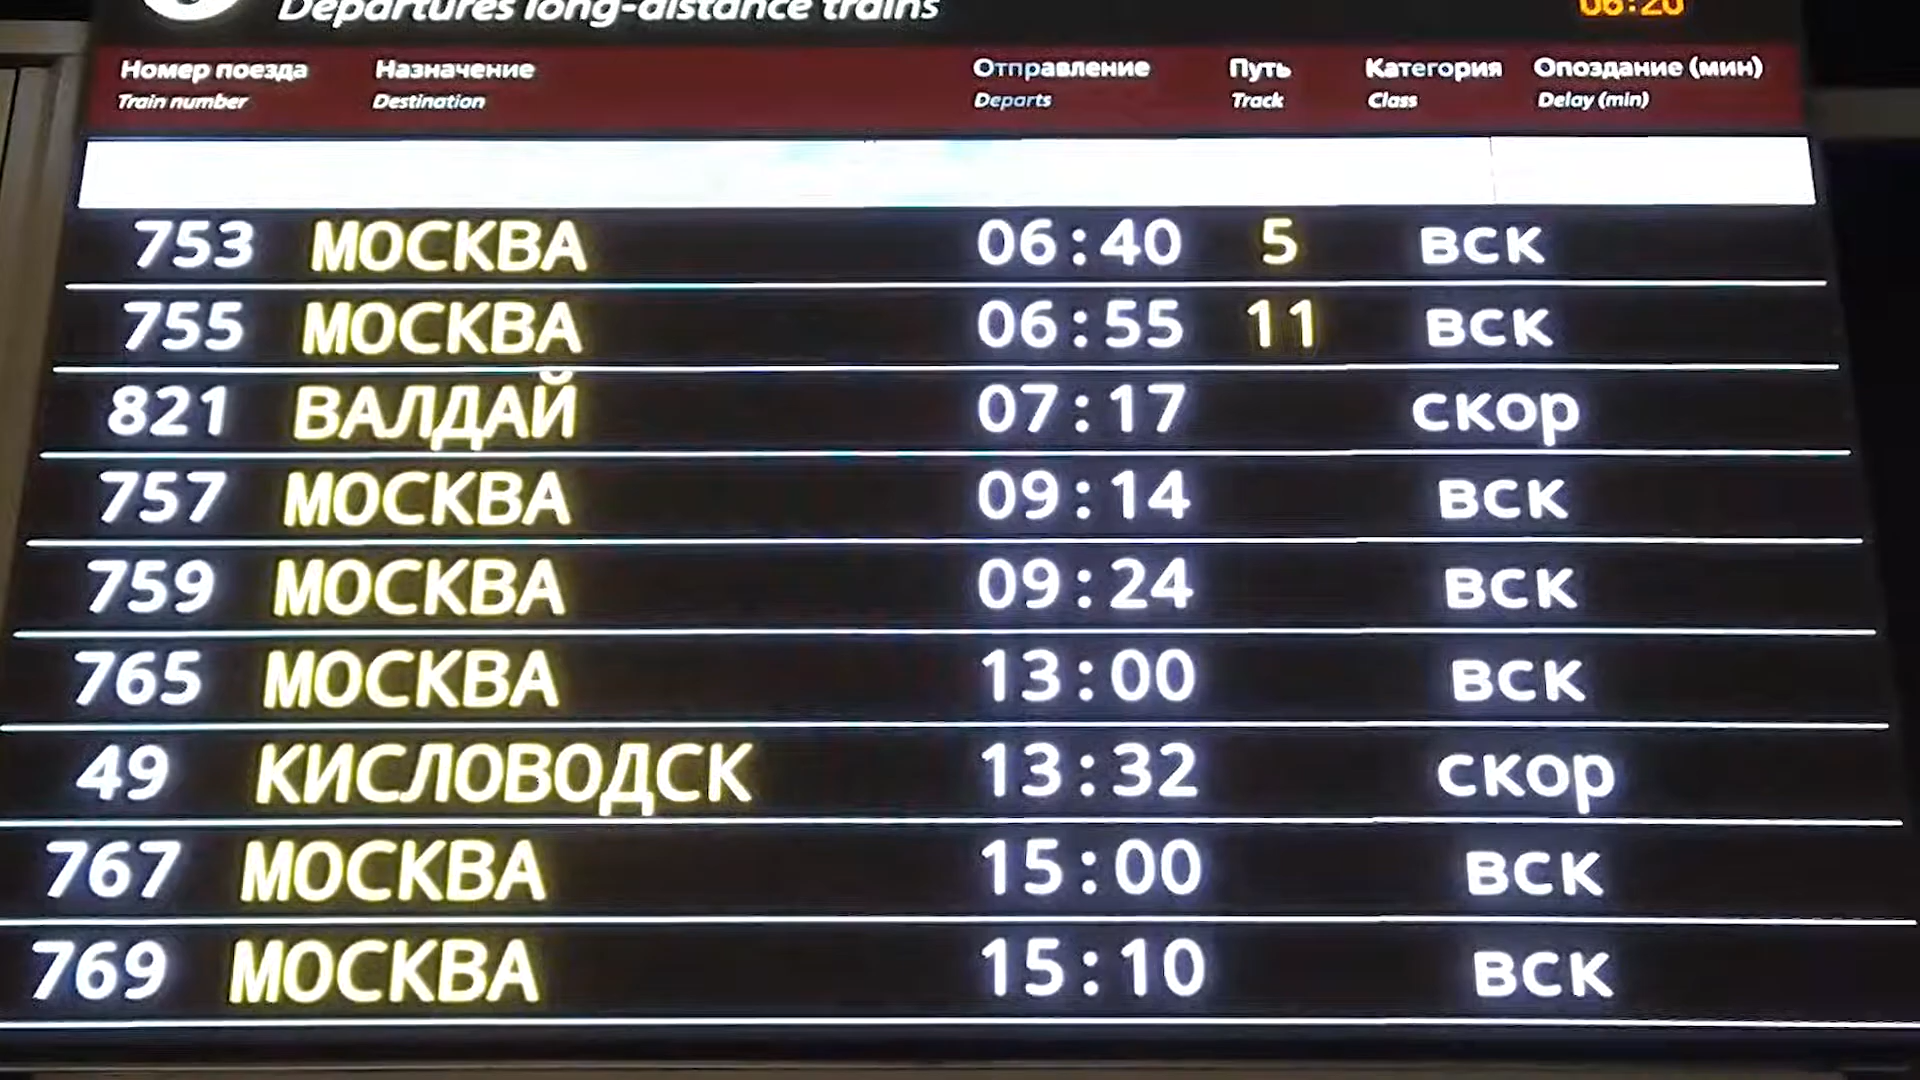 Departures long-distance trains 06:20
Номер поезда Назначение Отправление Путь Категория Опоздание (мин)
Train number Destination Departs Track Class Delay (min)
753 МОСКВА 06:40 5 ВСК
755 МОСКВА 06:55 11 ВСК
821 ВАЛДАЙ 07:17 скор
757 МОСКВА 09:14 ВСК
759 МОСКВА 09:24 ВСК
765 МОСКВА 13:00 ВСК
49 КИСЛОВОДСК 13:32 скор
767 МОСКВА 15:00 ВСК
769 МОСКВА 15:10 ВСК